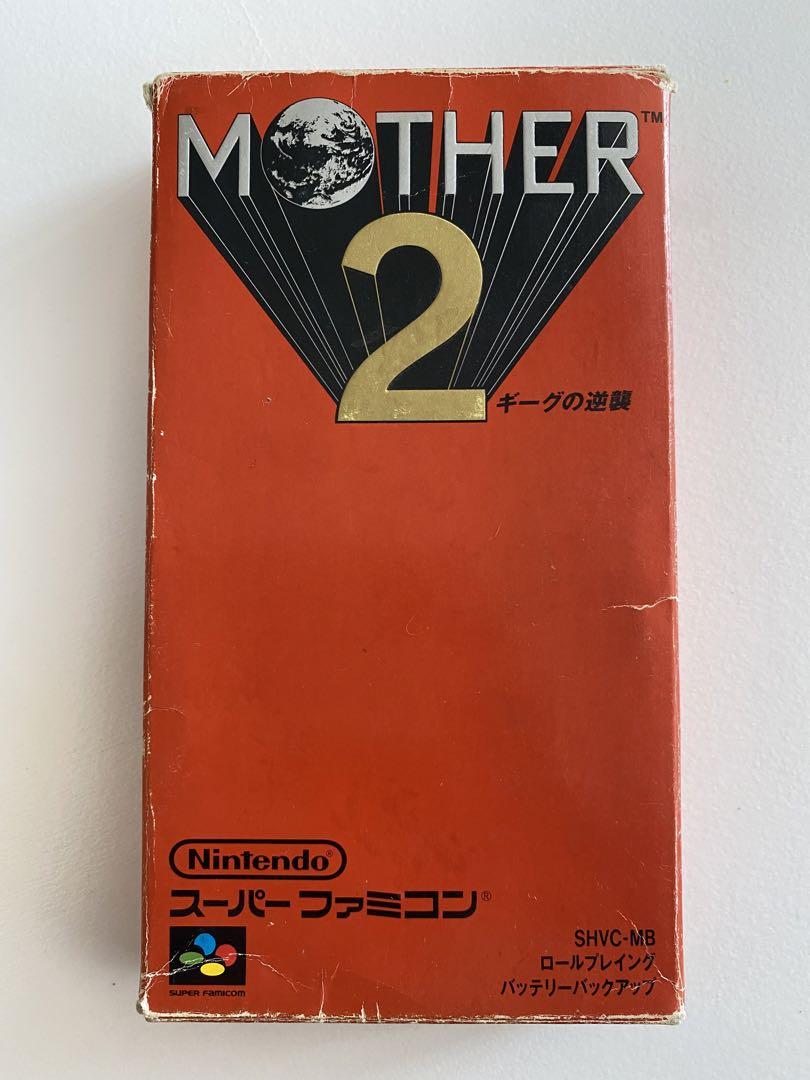 MOTHER™
2
ギーグの逆襲
Nintendo®
スーパーファミコン®
SUPER FAMICOM
SHVC-MB
ロールプレイング
バッテリーバックアップ